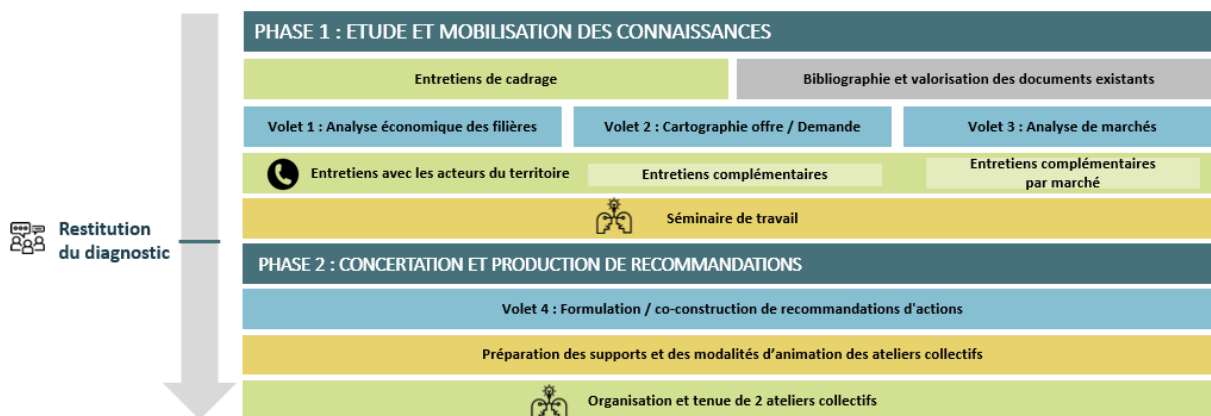 PHASE 1 : ETUDE ET MOBILISATION DES CONNAISSANCES
Entretiens de cadrage
Bibliographie et valorisation des documents existants
Volet 1 : Analyse économique des filières
Volet 2 : Cartographie offre / Demande
Volet 3 : Analyse de marchés
Entretiens avec les acteurs du territoire
Entretiens complémentaires
Entretiens complémentaires
par marché
Séminaire de travail
Restitution
du diagnostic
PHASE 2 : CONCERTATION ET PRODUCTION DE RECOMMANDATIONS
Volet 4 : Formulation / co-construction de recommandations d'actions
Préparation des supports et des modalités d’animation des ateliers collectifs
Organisation et tenue de 2 ateliers collectifs